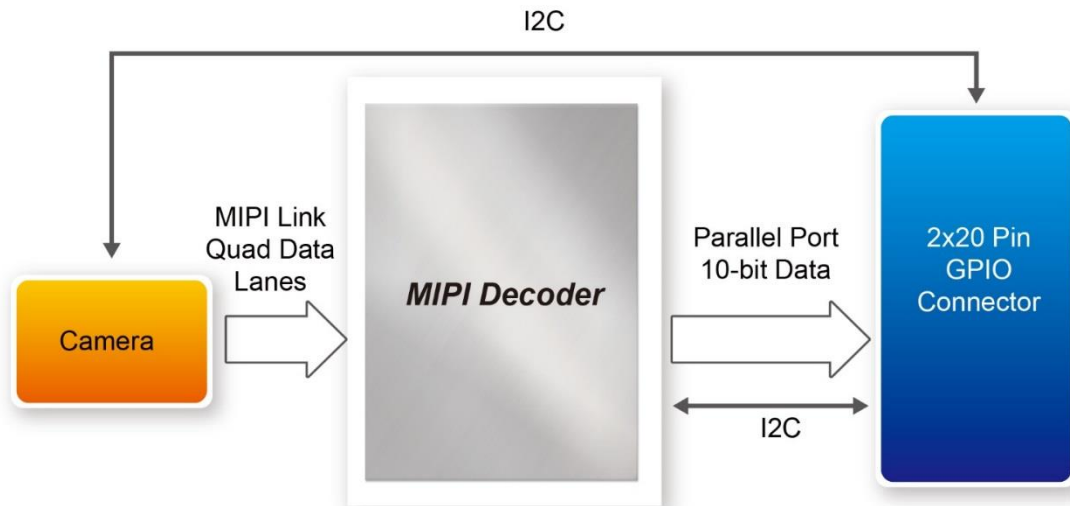 I2C
MIPI Link
Quad Data
Lanes
Camera
MIPI Decoder
Parallel Port
10-bit Data
I2C
2x20 Pin
GPIO
Connector